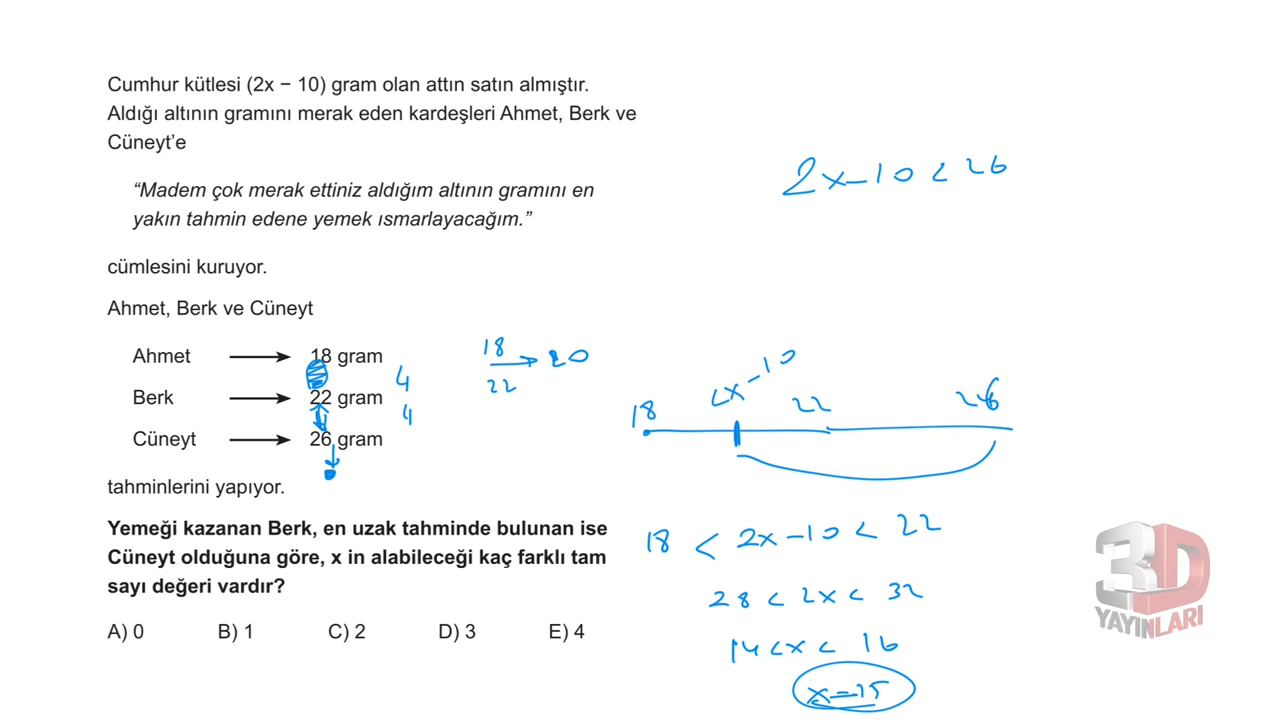 Cumhur kütlesi (2x − 10) gram olan attın satın almıştır.
Aldığı altının gramını merak eden kardeşleri Ahmet, Berk ve
Cüneyt’e
“Madem çok merak ettiniz aldığım altının gramını en
yakın tahmin edene yemek ısmarlayacağım.”
cümlesini kuruyor.
Ahmet, Berk ve Cüneyt
Ahmet → 18 gram
Berk → 22 gram
Cüneyt → 26 gram
4
4
tahminlerini yapıyor.
Yemeği kazanan Berk, en uzak tahminde bulunan ise
Cüneyt olduğuna göre, x in alabileceği kaç farklı tam
sayı değeri vardır?
A) 0 B) 1 C) 2 D) 3 E) 4
2x-10 < 26
18 → 20
22
18 2x-10 22 26
18 < 2x-10 < 22
28 < 2x < 32
14 < x < 16
x=15
3D
YAYINLARI